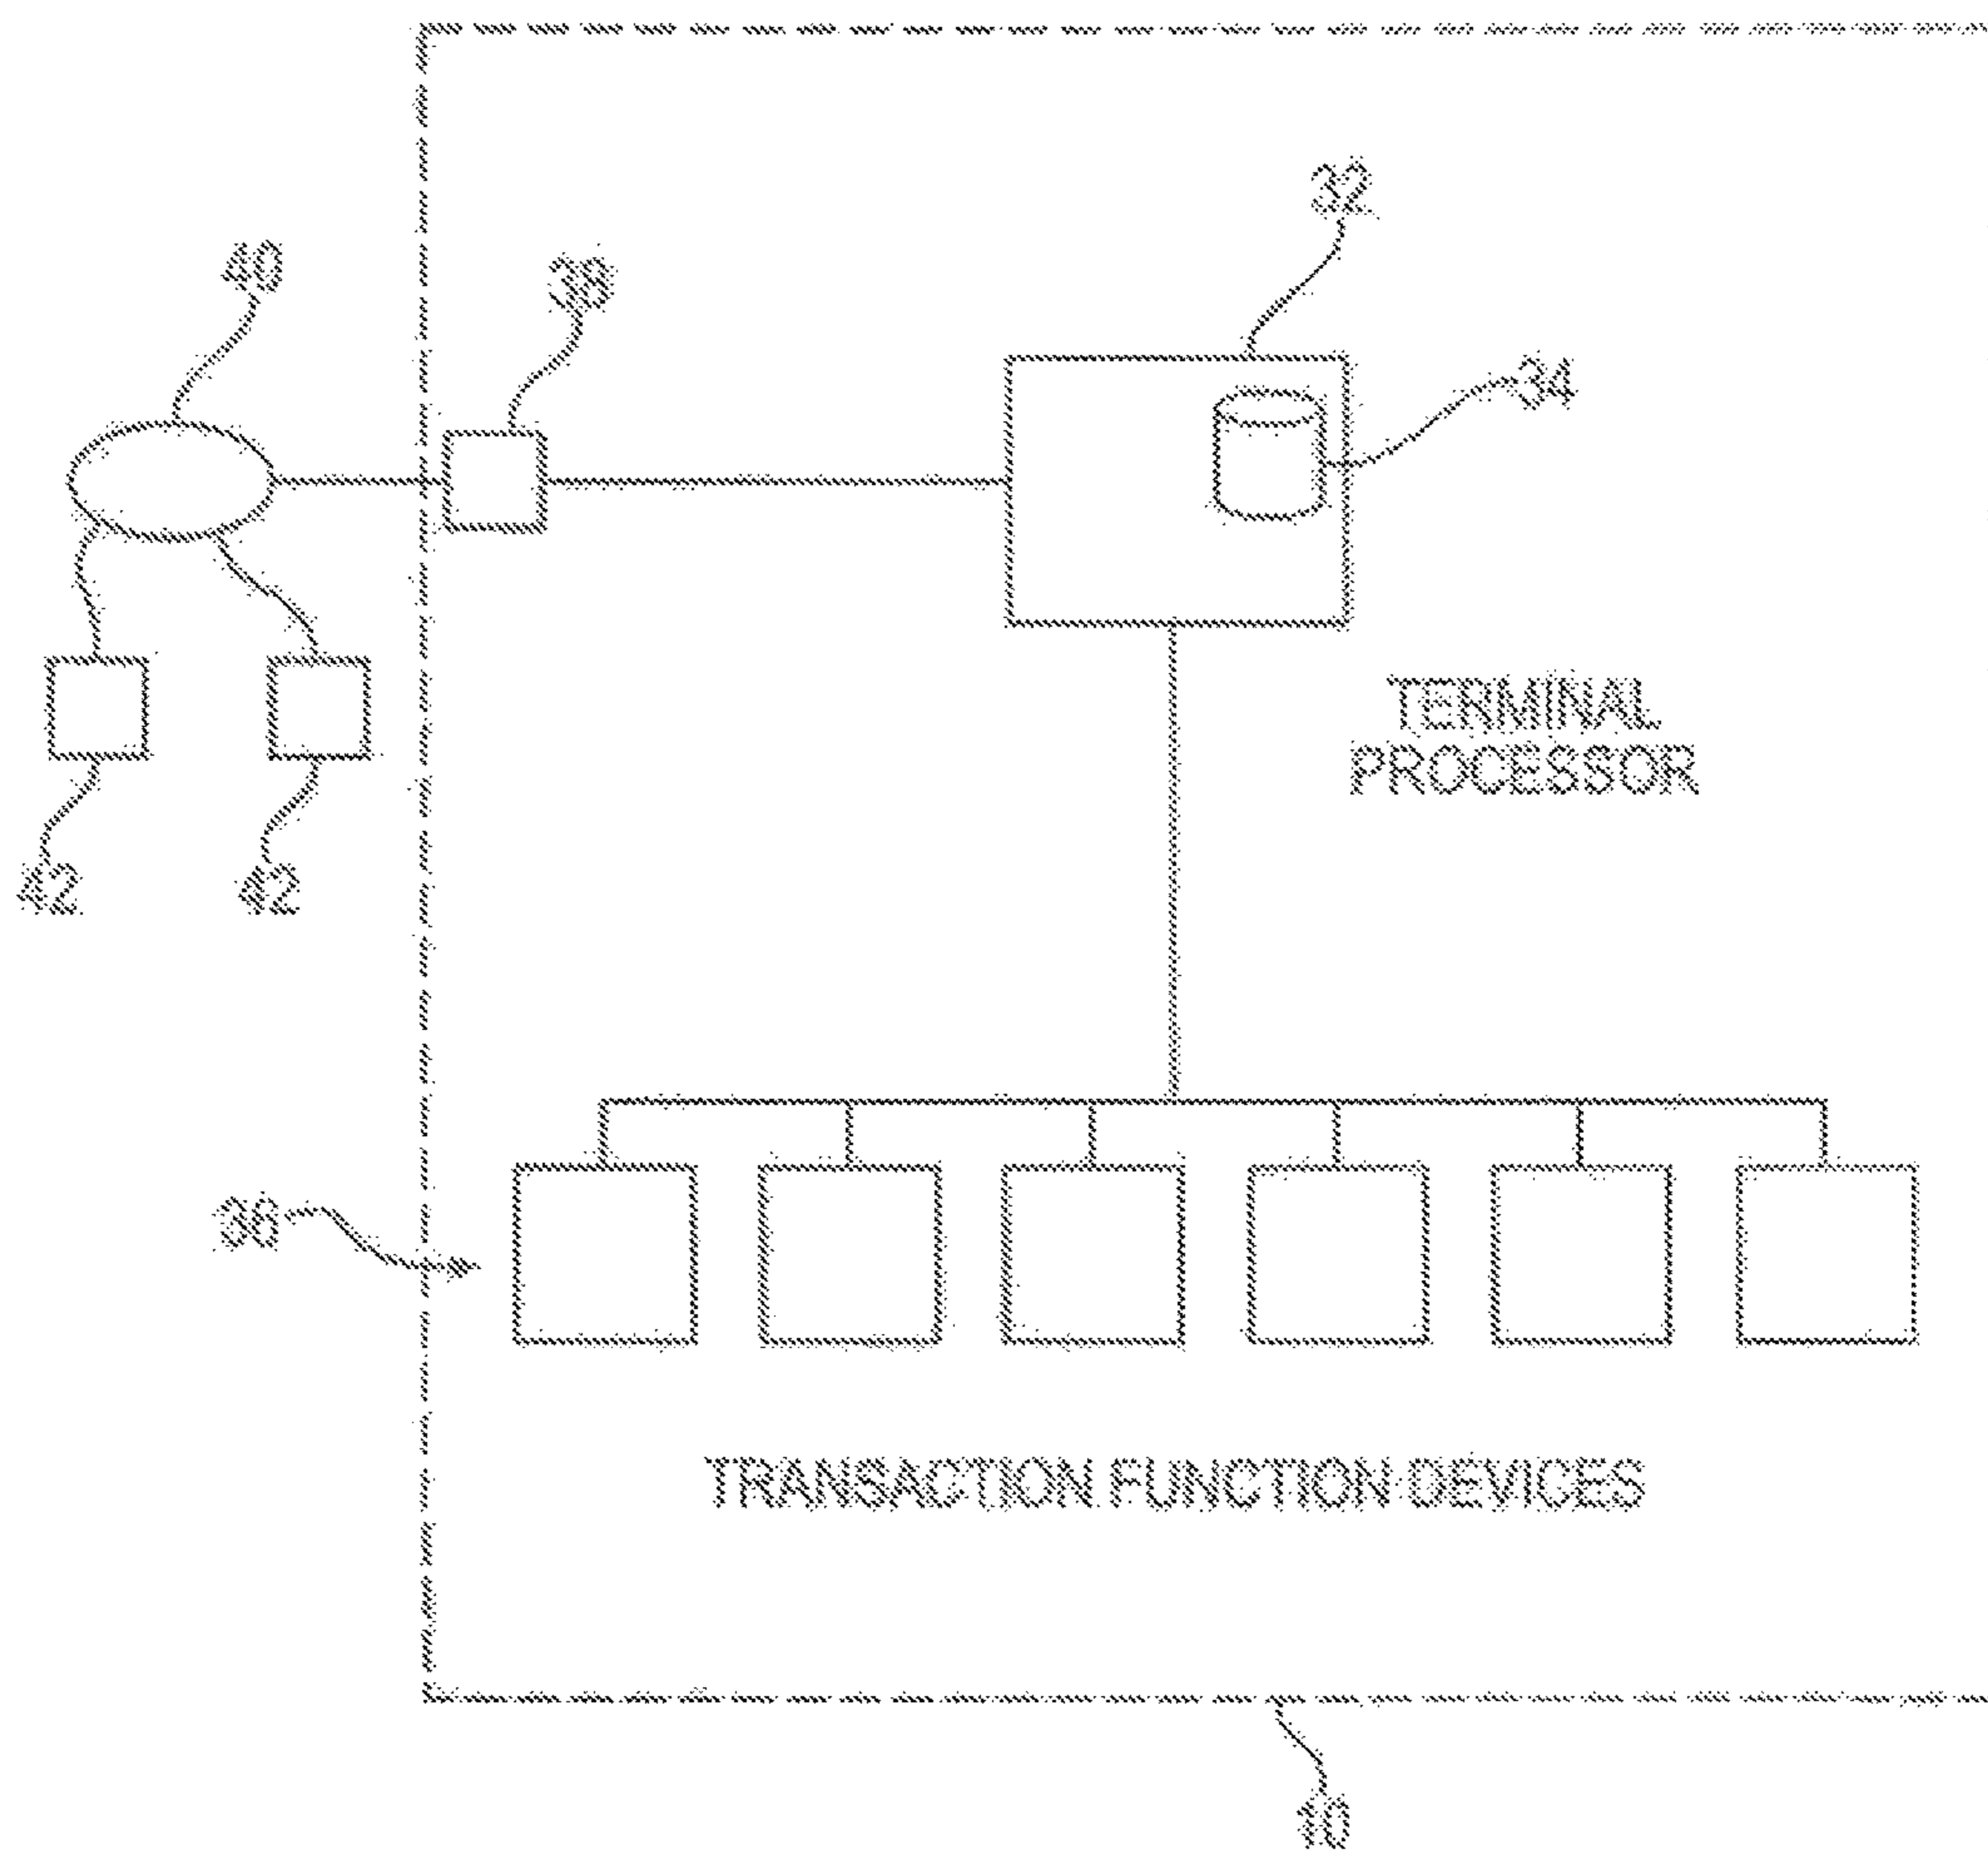 32
40
38
34
TERMINAL
PROCESSOR
42
42
36
TRANSACTION FUNCTION DEVICES
10